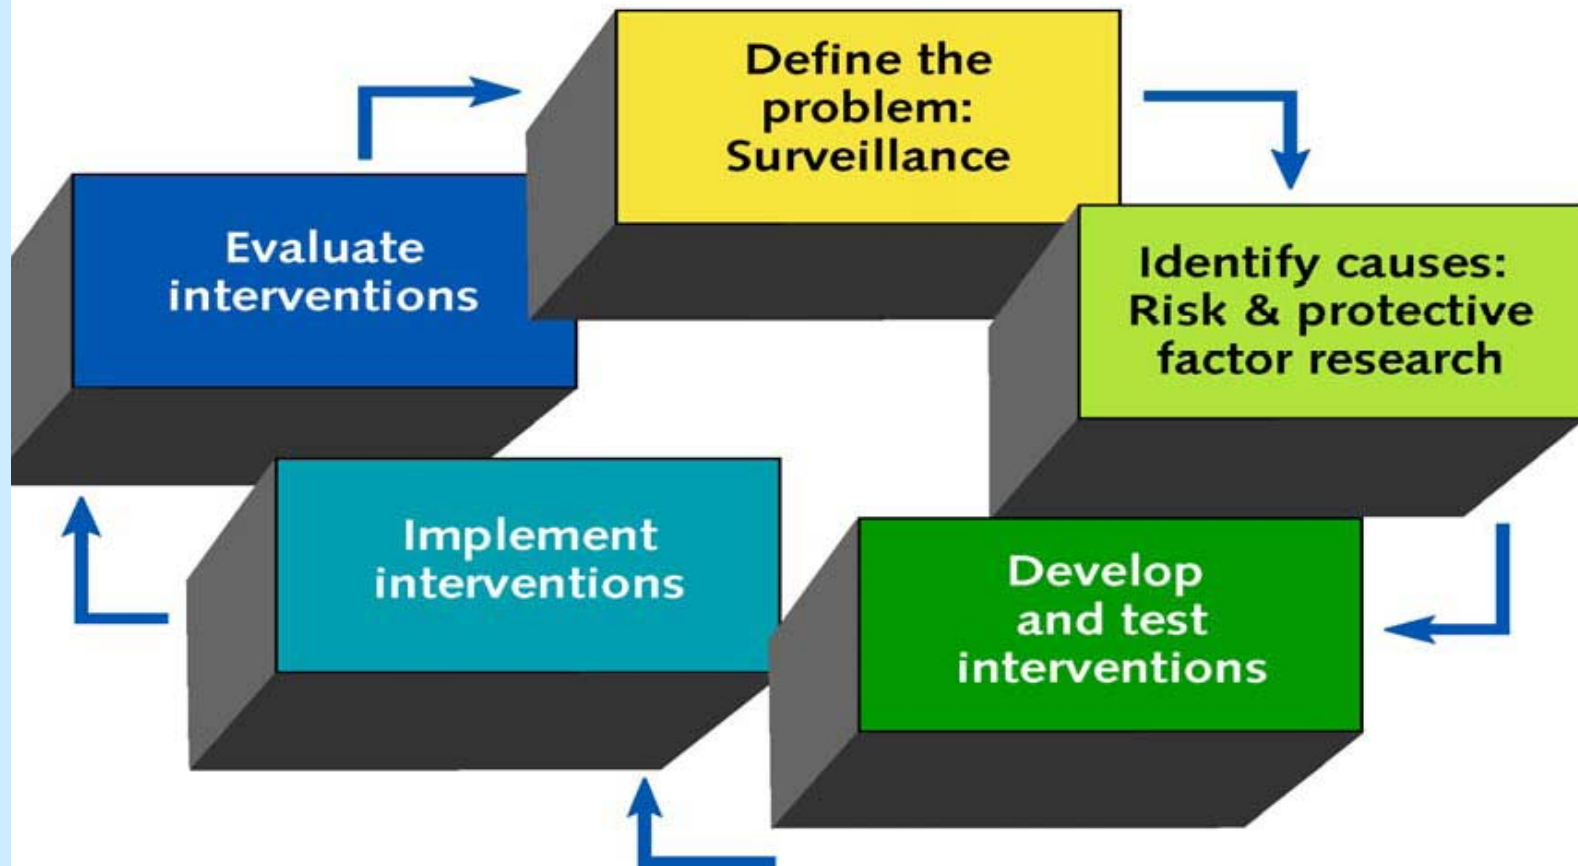 Define the
problem:
Surveillance
Identify causes:
Risk & protective
factor research
Develop
and test
interventions
Implement
interventions
Evaluate
interventions